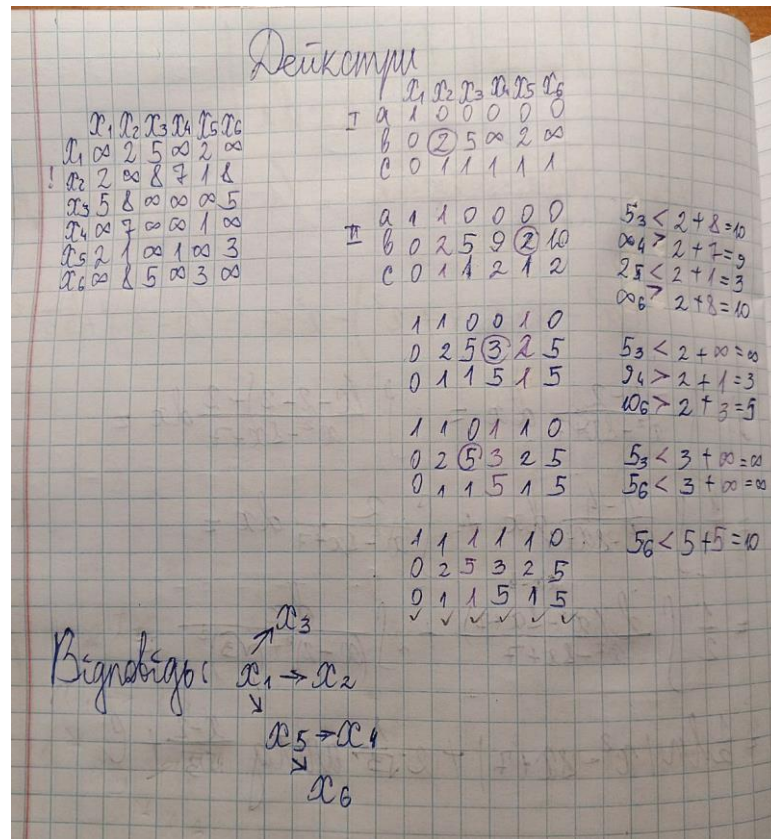 Дейкстри
x₁ x₂ x₃ x₄ x₅ x₆
x₁ ∞ 2 5 ∞ 2 ∞
! x₂ 2 ∞ 8 7 1 8
x₃ 5 8 ∞ ∞ ∞ 5
x₄ ∞ 7 ∞ ∞ 1 ∞
x₅ 2 1 ∞ 1 ∞ 3
x₆ ∞ 8 5 ∞ 3 ∞
x₁ x₂ x₃ x₄ x₅ x₆
I a 1 0 0 0 0 0
b 0 2 5 ∞ 2 ∞
c 0 1 1 1 1 1
II a 1 1 0 0 0 0
b 0 2 5 9 2 10
c 0 1 1 2 1 2
5₃ < 2 + 8 = 10
∞₄ > 2 + 7 = 9
2₅ < 2 + 1 = 3
∞₆ > 2 + 8 = 10
1 1 0 0 1 0
0 2 5 3 2 5
0 1 1 5 1 5
5₃ < 2 + ∞ = ∞
9₄ > 2 + 1 = 3
10₆ > 2 + 3 = 5
1 1 0 1 1 0
0 2 5 3 2 5
0 1 1 5 1 5
5₃ < 3 + ∞ = ∞
5₆ < 3 + ∞ = ∞
1 1 1 1 1 0
0 2 5 3 2 5
0 1 1 5 1 5
✓ ✓ ✓ ✓ ✓ ✓
5₆ < 5 + 5 = 10
Відповідь:
x₃
x₁ → x₂
x₅ → x₄
x₆